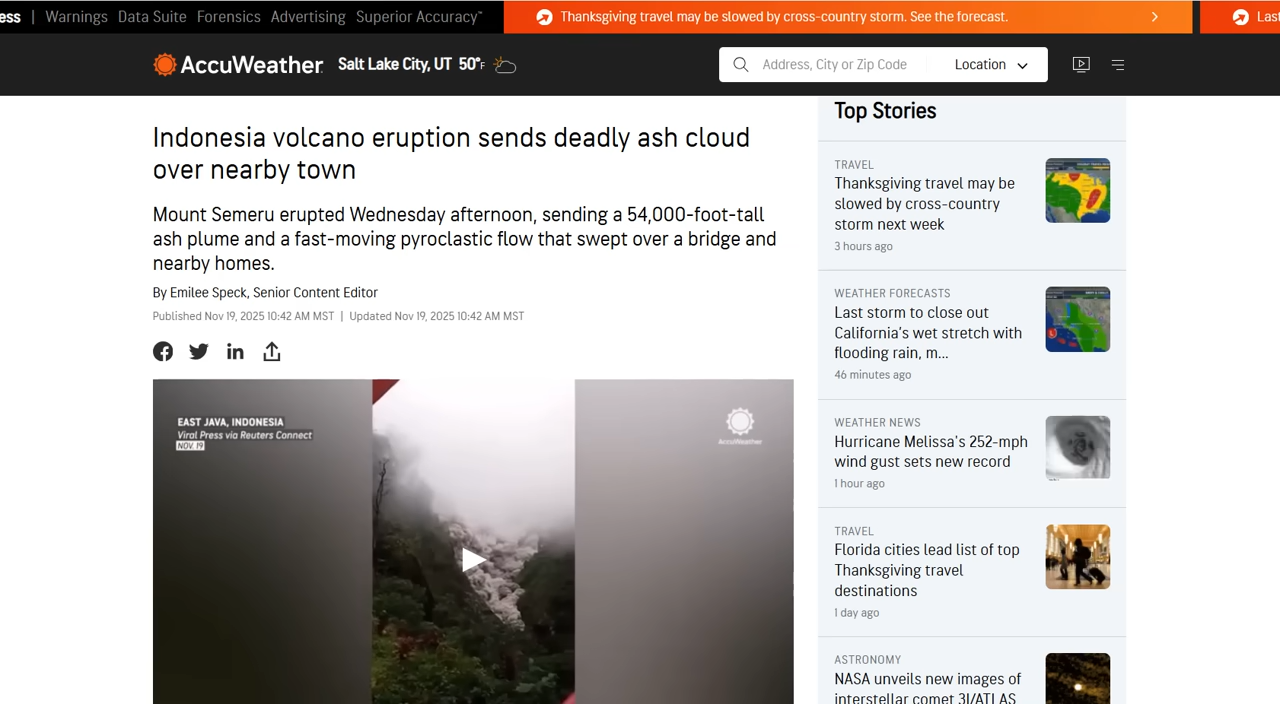 ess | Warnings Data Suite Forensics Advertising Superior Accuracy™
Thanksgiving travel may be slowed by cross-country storm. See the forecast.
Last
AccuWeather
Salt Lake City, UT 50°F
Address, City or Zip Code
Location
Indonesia volcano eruption sends deadly ash cloud
over nearby town
Mount Semeru erupted Wednesday afternoon, sending a 54,000-foot-tall
ash plume and a fast-moving pyroclastic flow that swept over a bridge and
nearby homes.
By Emilee Speck, Senior Content Editor
Published Nov 19, 2025 10:42 AM MST | Updated Nov 19, 2025 10:42 AM MST
EAST JAVA, INDONESIA
Viral Press via Reuters Connect
NOV. 19
AccuWeather
Top Stories
TRAVEL
Thanksgiving travel may be
slowed by cross-country
storm next week
3 hours ago
WEATHER FORECASTS
Last storm to close out
California's wet stretch with
flooding rain, m...
46 minutes ago
WEATHER NEWS
Hurricane Melissa's 252-mph
wind gust sets new record
1 hour ago
TRAVEL
Florida cities lead list of top
Thanksgiving travel
destinations
1 day ago
ASTRONOMY
NASA unveils new images of
interstellar comet 3I/ATLAS